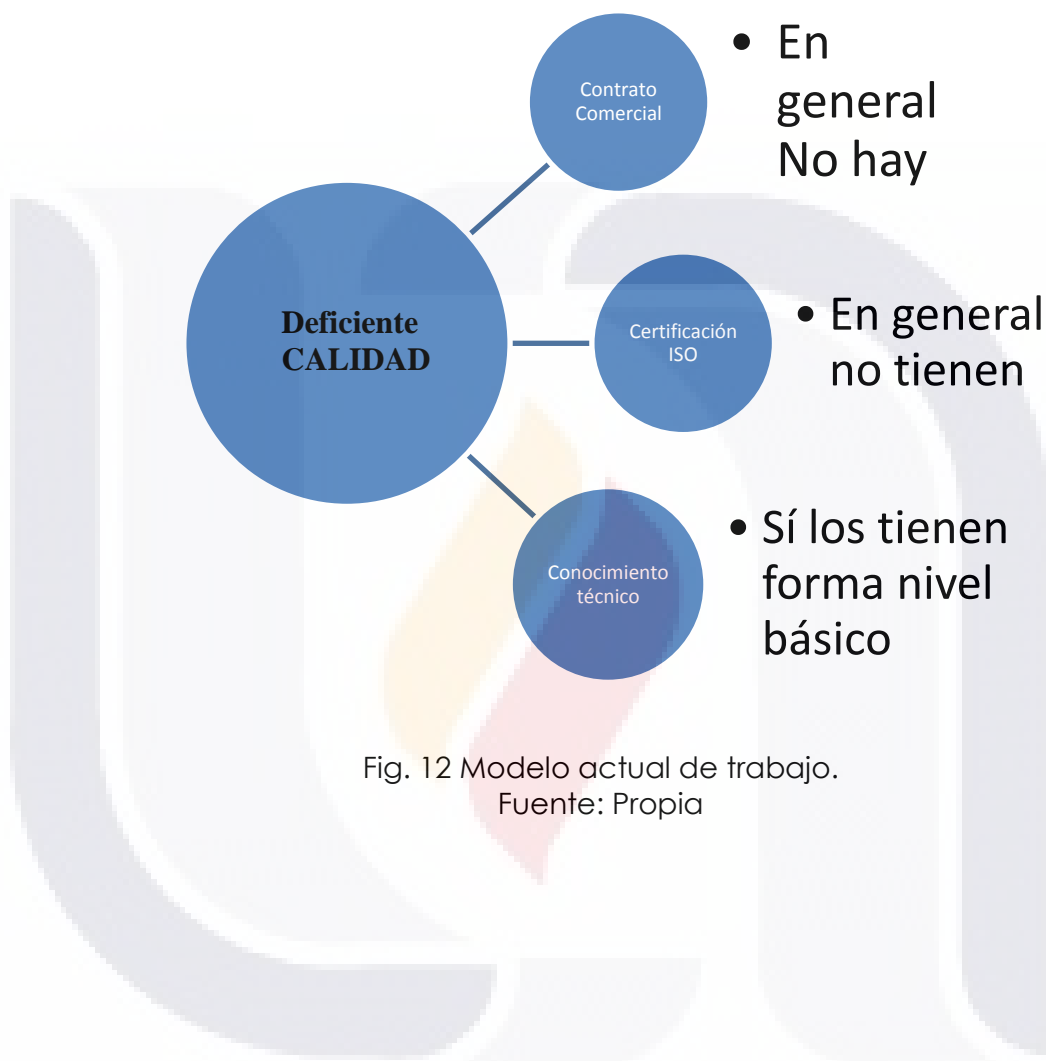 Contrato
Comercial
• En
general
No hay
Deficiente
CALIDAD
Certificación
ISO
• En general
no tienen
Conocimiento
técnico
• Sí los tienen
forma nivel
básico
Fig. 12 Modelo actual de trabajo.
Fuente: Propia